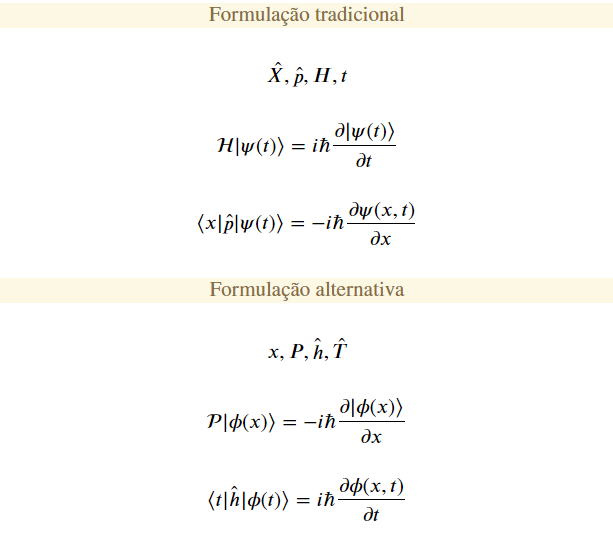 Formulação tradicional
X̂, p̂, H, t
ℋ|ψ(t)⟩ = iħ ∂|ψ(t)⟩/∂t
⟨x|p̂|ψ(t)⟩ = −iħ ∂ψ(x, t)/∂x
Formulação alternativa
x, P, ĥ, T̂
𝒫|ϕ(x)⟩ = −iħ ∂|ϕ(x)⟩/∂x
⟨t|ĥ|ϕ(t)⟩ = iħ ∂ϕ(x, t)/∂t